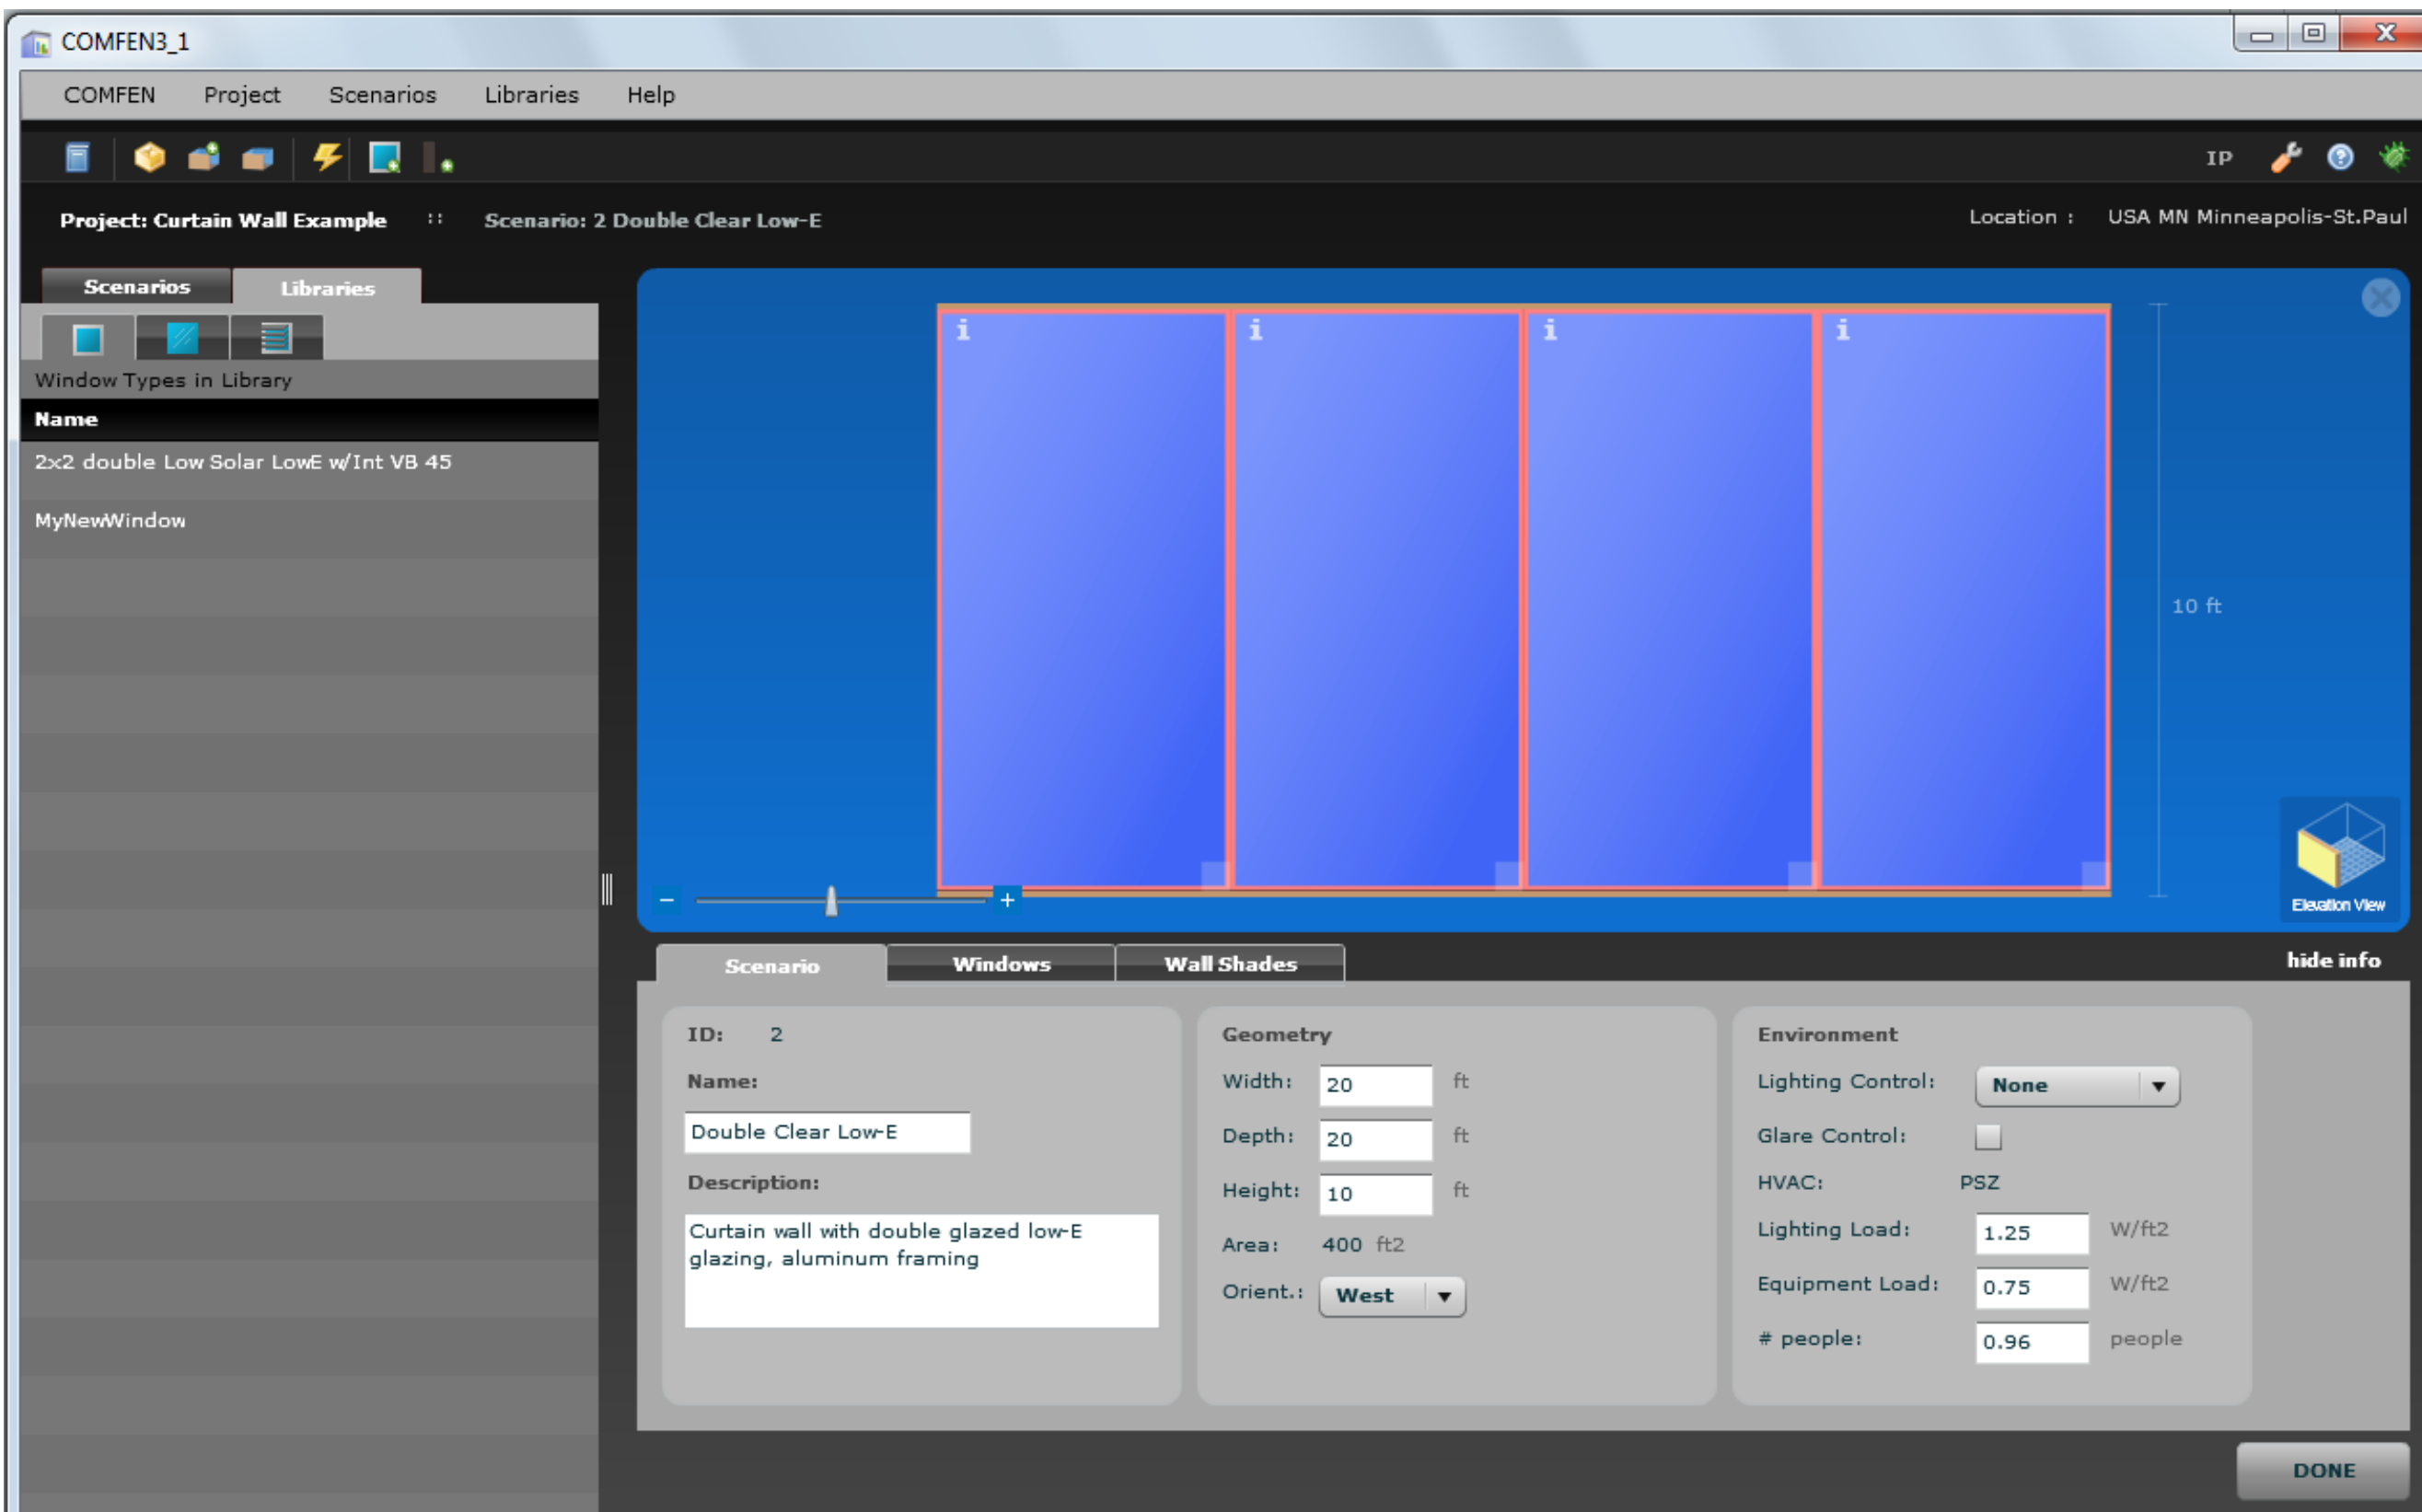 COMFEN3_1
COMFEN Project Scenarios Libraries Help
IP
Project: Curtain Wall Example :: Scenario: 2 Double Clear Low-E Location : USA MN Minneapolis-St.Paul
Scenarios Libraries
Window Types in Library
Name
2x2 double Low Solar LowE w/Int VB 45
MyNewWindow
i i i i
10 ft
Elevation View
Scenario Windows Wall Shades hide info
ID: 2
Name:
Double Clear Low-E
Description:
Curtain wall with double glazed low-E
glazing, aluminum framing
Geometry
Width: 20 ft
Depth: 20 ft
Height: 10 ft
Area: 400 ft2
Orient.: West
Environment
Lighting Control: None
Glare Control:
HVAC: PSZ
Lighting Load: 1.25 W/ft2
Equipment Load: 0.75 W/ft2
# people: 0.96 people
DONE